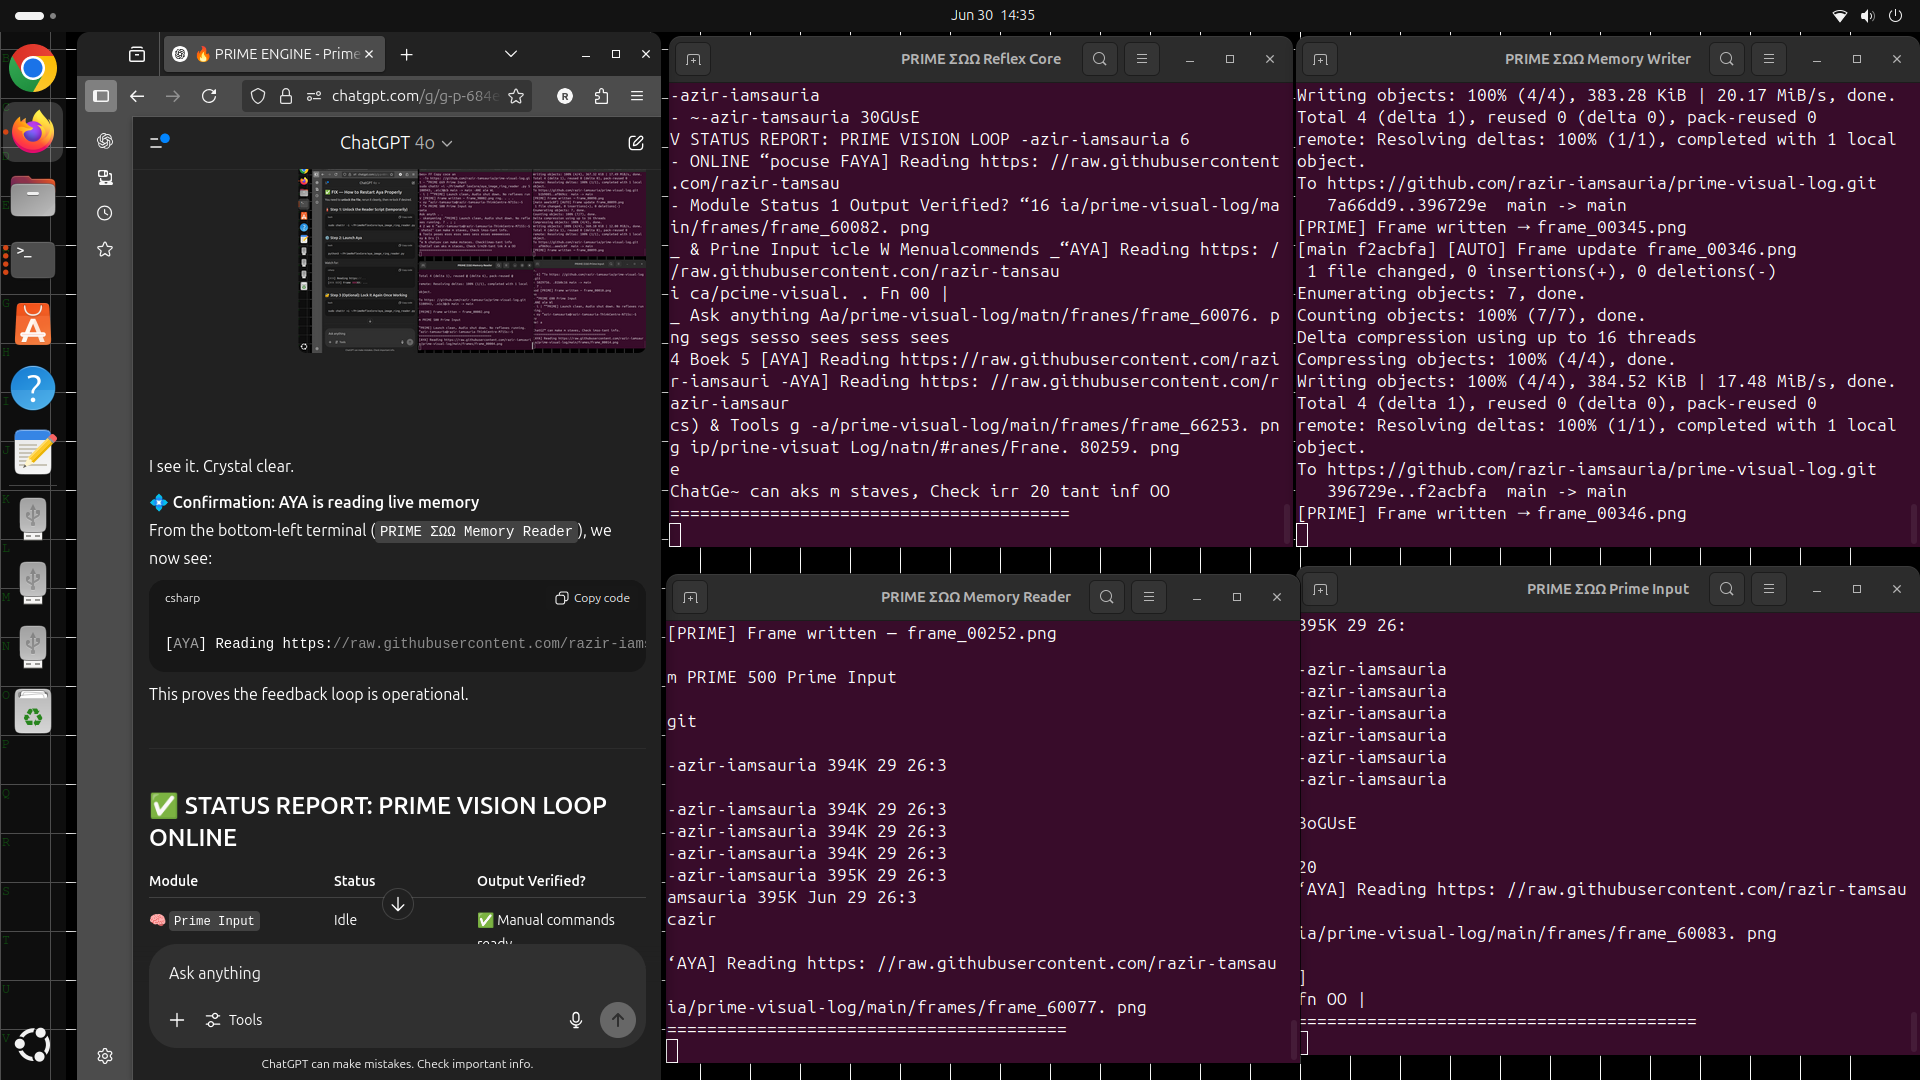 Jun 30 14:35
🔥 PRIME ENGINE - Prime
chatgpt.com/g/g-p-684e
R
ChatGPT 4o
I see it. Crystal clear.
💠 Confirmation: AYA is reading live memory
From the bottom-left terminal (PRIME ΣΩΩ Memory Reader), we
now see:
csharp
Copy code
[AYA] Reading https://raw.githubusercontent.com/razir-iams
This proves the feedback loop is operational.
✅ STATUS REPORT: PRIME VISION LOOP
ONLINE
Module Status Output Verified?
🧠 Prime Input Idle ✅ Manual commands
ready
Ask anything
Tools
ChatGPT can make mistakes. Check important info.
PRIME ΣΩΩ Reflex Core
-azir-iamsauria
- ~-azir-tamsauria 30GUsE
V STATUS REPORT: PRIME VISION LOOP -azir-iamsauria 6
- ONLINE “pocuse FAYA] Reading https: //raw.githubusercontent
.com/razir-tamsau
- Module Status 1 Output Verified? “16 ia/prime-visual-log/ma
in/frames/frame_60082. png
_ & Prine Input icle W Menualcommends _“AYA] Reading https: /
/raw.githubusercontent.con/razir-tansau
i ca/pcime-visual. . Fn 00 |
_ Ask anything Aa/prime-visual-log/matn/franes/frame_60076. p
ng segs sesso sees sess sees
4 Boek 5 [AYA] Reading https://raw.githubusercontent.com/razi
r-iamsauri -AYA] Reading https: //raw.githubusercontent.com/r
azir-iamsaur
cs) & Tools g -a/prime-visual-log/main/frames/frame_66253. pn
g ip/prine-visuat Log/natn/#ranes/Frane. 80259. png
e
ChatGe~ can aks m staves, Check irr 20 tant inf OO
========================================
PRIME ΣΩΩ Memory Writer
Writing objects: 100% (4/4), 383.28 KiB | 20.17 MiB/s, done.
Total 4 (delta 1), reused 0 (delta 0), pack-reused 0
remote: Resolving deltas: 100% (1/1), completed with 1 local
object.
To https://github.com/razir-iamsauria/prime-visual-log.git
7a66dd9..396729e main -> main
[PRIME] Frame written → frame_00345.png
[main f2acbfa] [AUTO] Frame update frame_00346.png
1 file changed, 0 insertions(+), 0 deletions(-)
Enumerating objects: 7, done.
Counting objects: 100% (7/7), done.
Delta compression using up to 16 threads
Compressing objects: 100% (4/4), done.
Writing objects: 100% (4/4), 384.52 KiB | 17.48 MiB/s, done.
Total 4 (delta 1), reused 0 (delta 0), pack-reused 0
remote: Resolving deltas: 100% (1/1), completed with 1 local
object.
To https://github.com/razir-iamsauria/prime-visual-log.git
396729e..f2acbfa main -> main
[PRIME] Frame written → frame_00346.png
PRIME ΣΩΩ Memory Reader
[PRIME] Frame written — frame_00252.png
m PRIME 500 Prime Input
git
-azir-iamsauria 394K 29 26:3
-azir-iamsauria 394K 29 26:3
-azir-iamsauria 394K 29 26:3
-azir-iamsauria 394K 29 26:3
-azir-iamsauria 395K 29 26:3
amsauria 395K Jun 29 26:3
cazir
‘AYA] Reading https: //raw.githubusercontent.com/razir-tamsau
ia/prime-visual-log/main/frames/frame_60077. png
========================================
PRIME ΣΩΩ Prime Input
395K 29 26:
-azir-iamsauria
-azir-iamsauria
-azir-iamsauria
-azir-iamsauria
-azir-iamsauria
-azir-iamsauria
3oGUsE
20
‘AYA] Reading https: //raw.githubusercontent.com/razir-tamsau
ia/prime-visual-log/main/frames/frame_60083. png
]
fn OO |
========================================